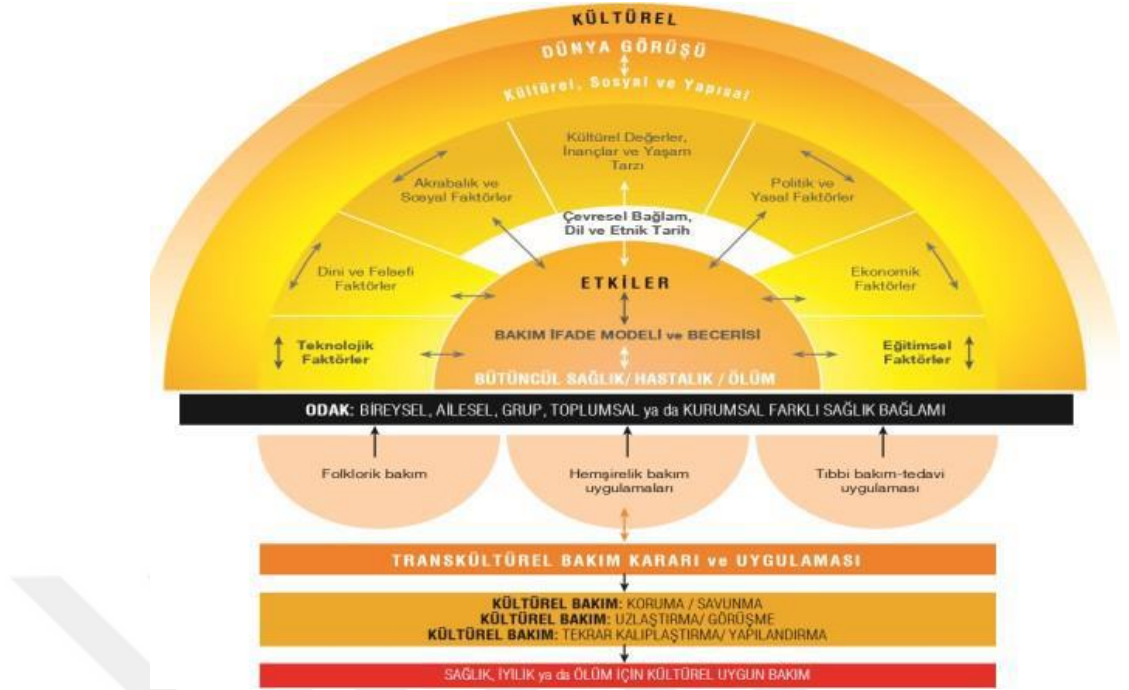 KÜLTÜREL
DÜNYA GÖRÜŞÜ
Kültürel, Sosyal ve Yapısal
Kültürel Değerler,
İnançlar ve Yaşam
Tarzı
Akrabalık ve
Sosyal Faktörler
Politik ve
Yasal Faktörler
Çevresel Bağlam,
Dil ve Etnik Tarih
Dini ve Felsefi
Faktörler
ETKİLER
Ekonomik
Faktörler
Teknolojik
Faktörler
BAKIM İFADE MODELİ ve BECERİSİ
Eğitimsel
Faktörler
BÜTÜNCÜL SAĞLIK/ HASTALIK / ÖLÜM
ODAK: BİREYSEL, AİLESEL, GRUP, TOPLUMSAL ya da KURUMSAL FARKLI SAĞLIK BAĞLAMI
Folklorik bakım
Hemşirelik bakım
uygulamaları
Tıbbi bakım-tedavi
uygulaması
TRANSKÜLTÜREL BAKIM KARARI ve UYGULAMASI
KÜLTÜREL BAKIM: KORUMA / SAVUNMA
KÜLTÜREL BAKIM: UZLAŞTIRMA/ GÖRÜŞME
KÜLTÜREL BAKIM: TEKRAR KALIPLAŞTIRMA/ YAPILANDIRMA
SAĞLIK, İYİLİK ya da ÖLÜM İÇİN KÜLTÜREL UYGUN BAKIM